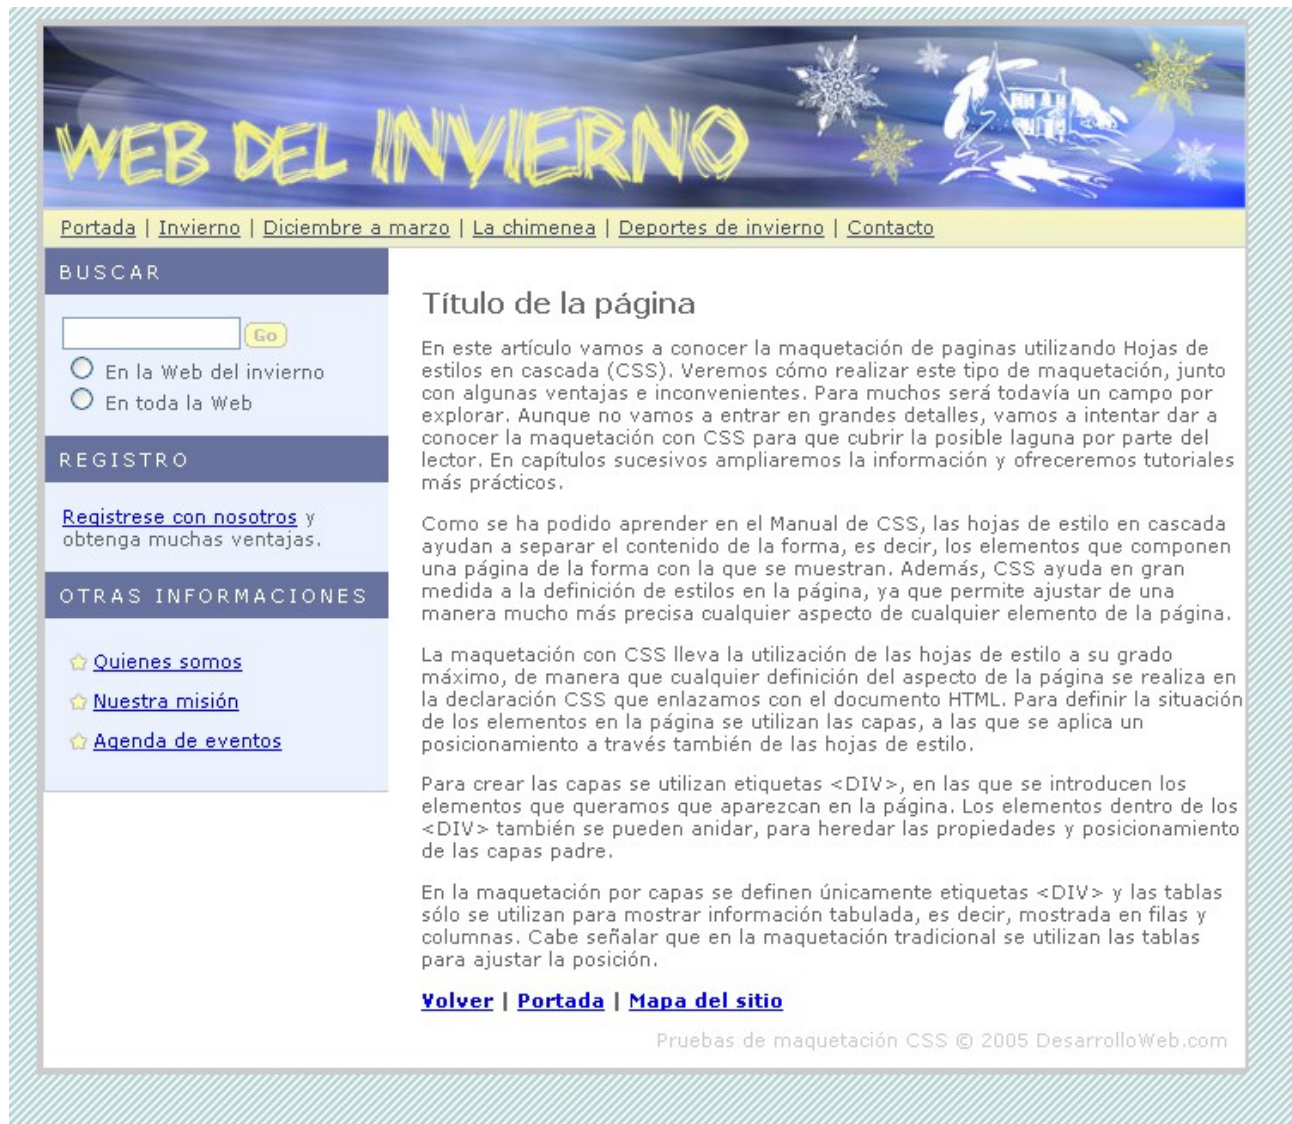 WEB DEL INVIERNO
Portada | Invierno | Diciembre a marzo | La chimenea | Deportes de invierno | Contacto
BUSCAR
Go
En la Web del invierno
En toda la Web
REGISTRO
Registrese con nosotros y
obtenga muchas ventajas.
OTRAS INFORMACIONES
Quienes somos
Nuestra misión
Agenda de eventos
Título de la página
En este artículo vamos a conocer la maquetación de paginas utilizando Hojas de
estilos en cascada (CSS). Veremos cómo realizar este tipo de maquetación, junto
con algunas ventajas e inconvenientes. Para muchos será todavía un campo por
explorar. Aunque no vamos a entrar en grandes detalles, vamos a intentar dar a
conocer la maquetación con CSS para que cubrir la posible laguna por parte del
lector. En capítulos sucesivos ampliaremos la información y ofreceremos tutoriales
más prácticos.
Como se ha podido aprender en el Manual de CSS, las hojas de estilo en cascada
ayudan a separar el contenido de la forma, es decir, los elementos que componen
una página de la forma con la que se muestran. Además, CSS ayuda en gran
medida a la definición de estilos en la página, ya que permite ajustar de una
manera mucho más precisa cualquier aspecto de cualquier elemento de la página.
La maquetación con CSS lleva la utilización de las hojas de estilo a su grado
máximo, de manera que cualquier definición del aspecto de la página se realiza en
la declaración CSS que enlazamos con el documento HTML. Para definir la situación
de los elementos en la página se utilizan las capas, a las que se aplica un
posicionamiento a través también de las hojas de estilo.
Para crear las capas se utilizan etiquetas <DIV>, en las que se introducen los
elementos que queramos que aparezcan en la página. Los elementos dentro de los
<DIV> también se pueden anidar, para heredar las propiedades y posicionamiento
de las capas padre.
En la maquetación por capas se definen únicamente etiquetas <DIV> y las tablas
sólo se utilizan para mostrar información tabulada, es decir, mostrada en filas y
columnas. Cabe señalar que en la maquetación tradicional se utilizan las tablas
para ajustar la posición.
Volver | Portada | Mapa del sitio
Pruebas de maquetación CSS © 2005 DesarrolloWeb.com